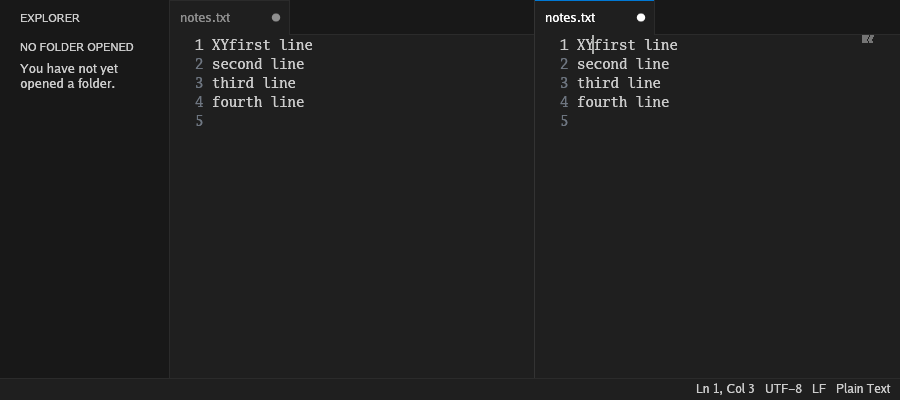 EXPLORER
NO FOLDER OPENED
You have not yet
opened a folder.
notes.txt
1 XYfirst line
2 second line
3 third line
4 fourth line
5
notes.txt
1 XYfirst line
2 second line
3 third line
4 fourth line
5
Ln 1, Col 3 UTF-8 LF Plain Text